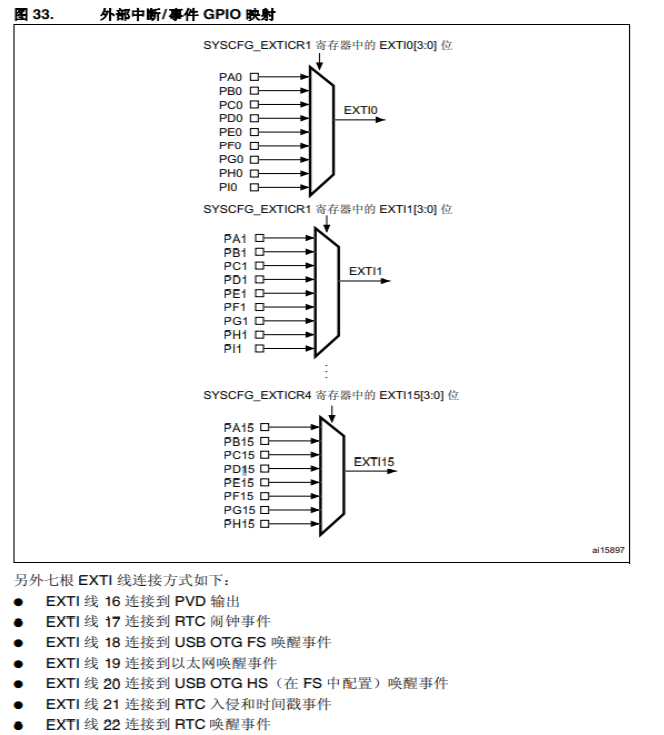 图 33. 外部中断/事件 GPIO 映射
SYSCFG_EXTICR1 寄存器中的 EXTI0[3:0] 位
PA0
PB0
PC0
PD0
PE0
PF0
PG0
PH0
PI0
EXTI0
SYSCFG_EXTICR1 寄存器中的 EXTI1[3:0] 位
PA1
PB1
PC1
PD1
PE1
PF1
PG1
PH1
PI1
EXTI1
SYSCFG_EXTICR4 寄存器中的 EXTI15[3:0] 位
PA15
PB15
PC15
PD15
PE15
PF15
PG15
PH15
EXTI15
ai15897
另外七根 EXTI 线连接方式如下:
● EXTI 线 16 连接到 PVD 输出
● EXTI 线 17 连接到 RTC 闹钟事件
● EXTI 线 18 连接到 USB OTG FS 唤醒事件
● EXTI 线 19 连接到以太网唤醒事件
● EXTI 线 20 连接到 USB OTG HS(在 FS 中配置)唤醒事件
● EXTI 线 21 连接到 RTC 入侵和时间戳事件
● EXTI 线 22 连接到 RTC 唤醒事件